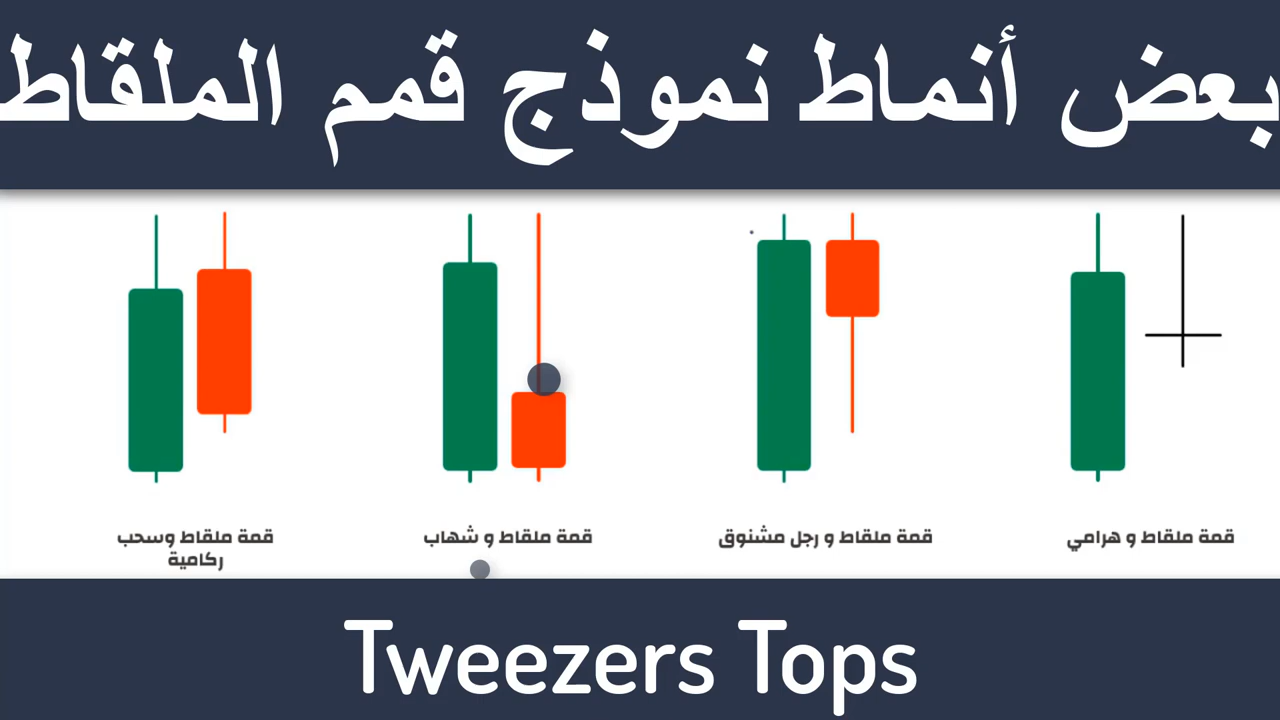 بعض أنماط نموذج قمم الملقاط
قمة ملقاط و هرامي
قمة ملقاط و رجل مشنوق
قمة ملقاط و شهاب
قمة ملقاط وسحب
ركامية
Tweezers Tops